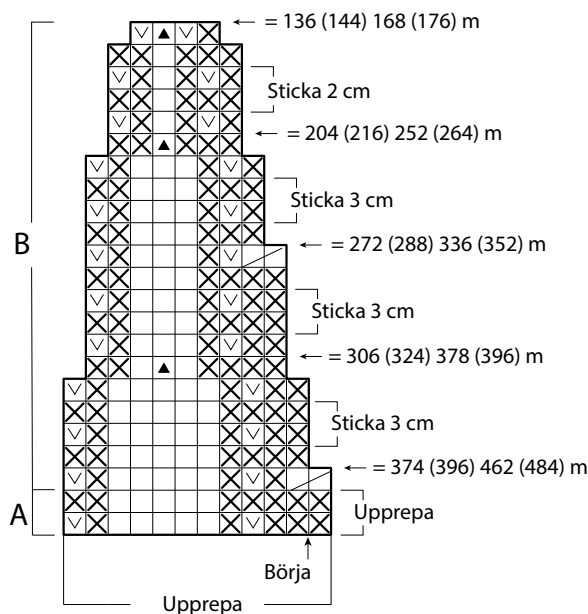 = 136 (144) 168 (176) m
Sticka 2 cm
= 204 (216) 252 (264) m
Sticka 3 cm
B
= 272 (288) 336 (352) m
Sticka 3 cm
= 306 (324) 378 (396) m
Sticka 3 cm
= 374 (396) 462 (484) m
A
Upprepa
Börja
Upprepa